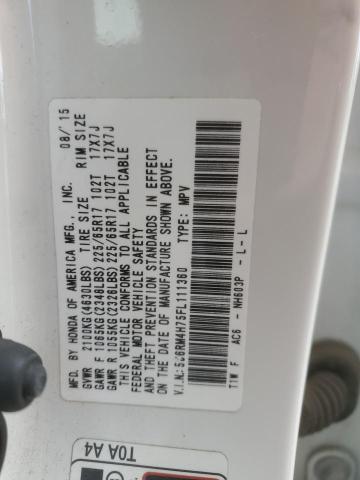 MFD. BY HONDA OF AMERICA MFG., INC. 08/'15
GVWR 2101KG(4630LBS) TIRE SIZE RIM SIZE
GAWR F 1065KG(2348LBS) 225/65R17 102T 17X7J
GAWR R 1055KG(2326LBS) 225/65R17 102T 17X7J
THIS VEHICLE CONFORMS TO ALL APPLICABLE
FEDERAL MOTOR VEHICLE SAFETY
AND THEFT PREVENTION STANDARDS IN EFFECT
ON THE DATE OF MANUFACTURE SHOWN ABOVE.
V.I.N.:5J6RM4H75FL111360 TYPE: MPV
T1W F AC6 - NH603P - L - L
T0A A4